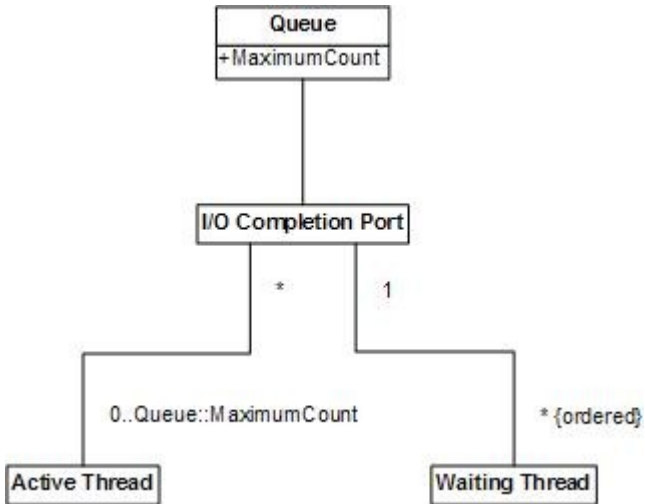 Queue
+MaximumCount
I/O Completion Port
* 1
0..Queue::MaximumCount * {ordered}
Active Thread Waiting Thread